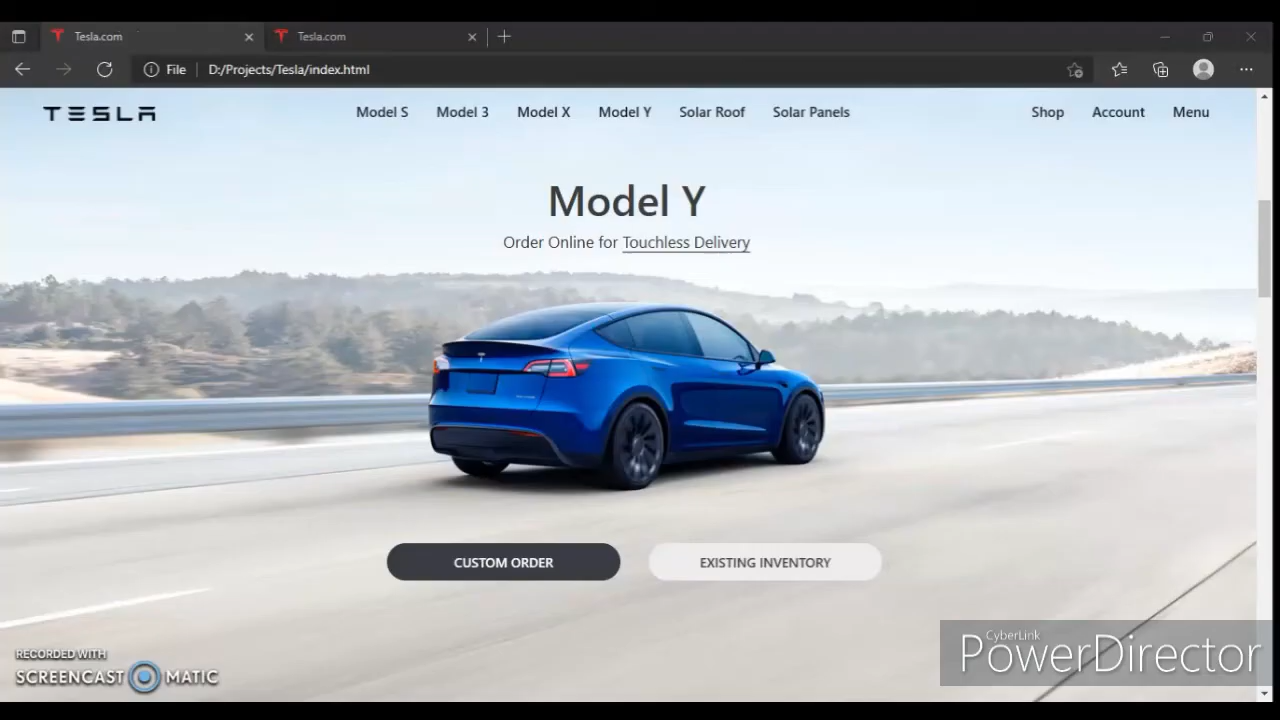 Tesla.com
Tesla.com
File D:/Projects/Tesla/index.html
TESLA Model S Model 3 Model X Model Y Solar Roof Solar Panels Shop Account Menu
Model Y
Order Online for Touchless Delivery
CUSTOM ORDER EXISTING INVENTORY
RECORDED WITH
SCREENCAST MATIC
CyberLink
PowerDirector